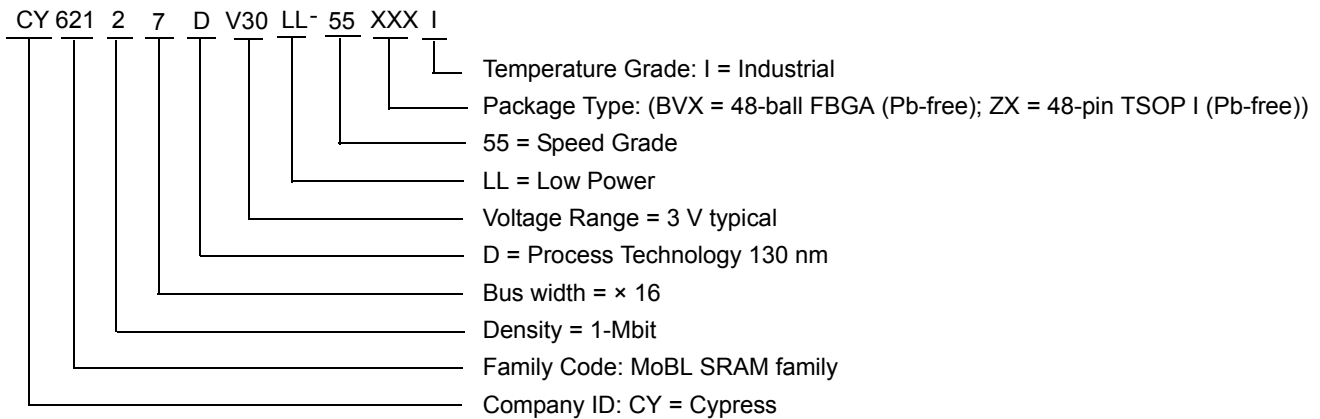 CY 621 2 7 D V30 LL - 55 XXX I
Temperature Grade: I = Industrial
Package Type: (BVX = 48-ball FBGA (Pb-free); ZX = 48-pin TSOP I (Pb-free))
55 = Speed Grade
LL = Low Power
Voltage Range = 3 V typical
D = Process Technology 130 nm
Bus width = × 16
Density = 1-Mbit
Family Code: MoBL SRAM family
Company ID: CY = Cypress